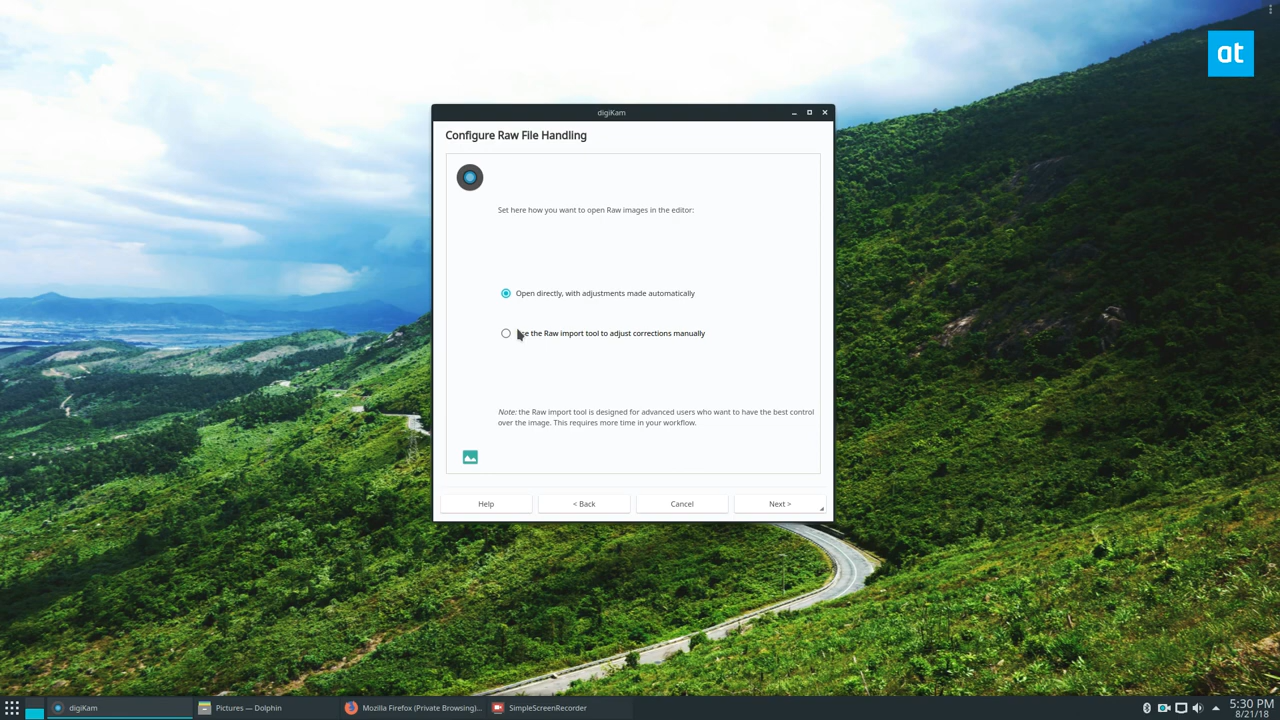 at
digiKam
Configure Raw File Handling
Set here how you want to open Raw images in the editor:
Open directly, with adjustments made automatically
the Raw import tool to adjust corrections manually
Note: the Raw import tool is designed for advanced users who want to have the best control
over the image. This requires more time in your workflow.
Help
< Back
Cancel
Next >
digiKam
Pictures — Dolphin
Mozilla Firefox (Private Browsing)...
SimpleScreenRecorder
5:30 PM
8/21/18